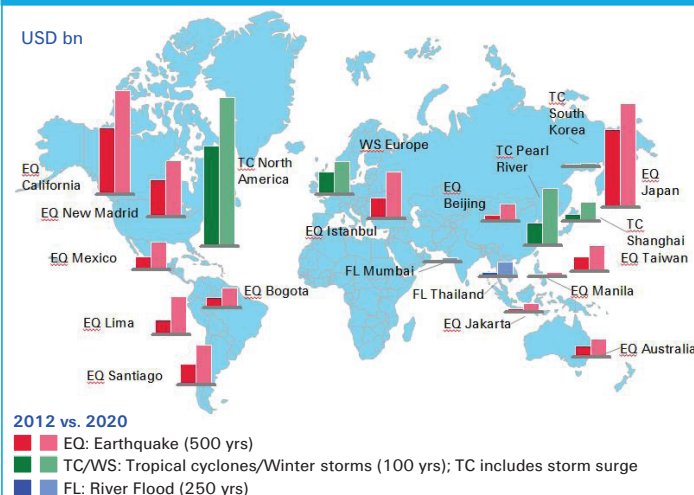 USD bn
TC
South
Korea
WS Europe
TC Pearl
River
EQ
California
TC North
America
EQ
Beijing
EQ
Japan
EQ New Madrid
EQ Istanbul
TC
Shanghai
EQ Mexico
FL Mumbai
EQ Taiwan
EQ Bogota
FL Thailand
EQ Manila
EQ Lima
EQ Jakarta
EQ Australia
EQ Santiago
2012 vs. 2020
EQ: Earthquake (500 yrs)
TC/WS: Tropical cyclones/Winter storms (100 yrs); TC includes storm surge
FL: River Flood (250 yrs)